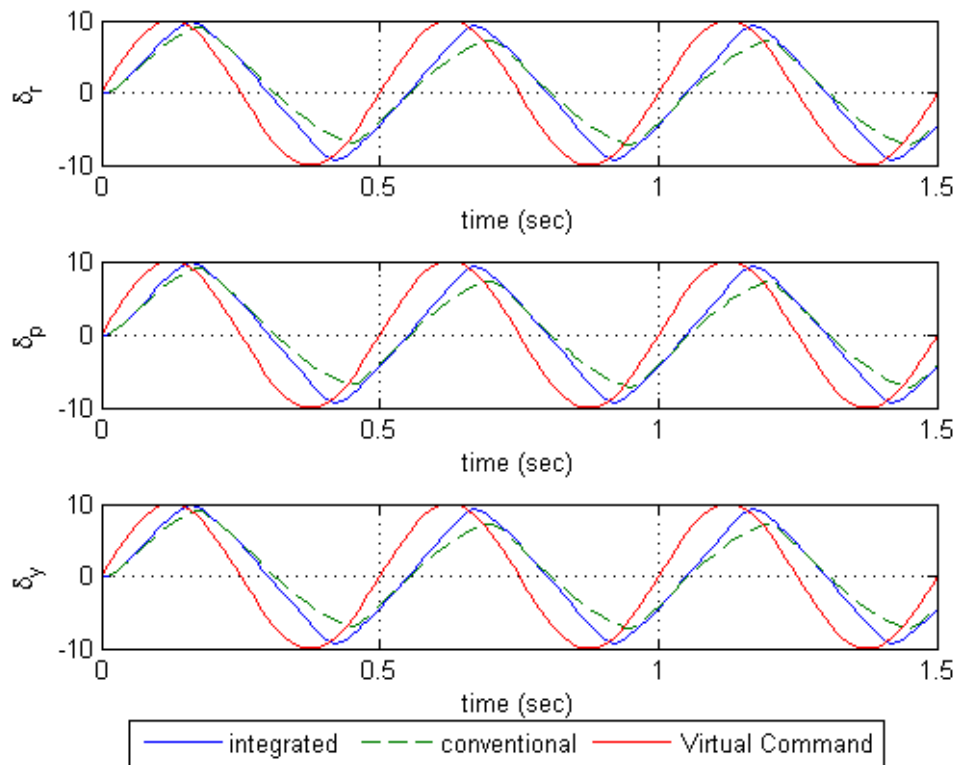 10
δr
0
-10
0 0.5 1 1.5
time (sec)
10
δp
0
-10
0 0.5 1 1.5
time (sec)
10
δy
0
-10
0 0.5 1 1.5
time (sec)
integrated conventional Virtual Command